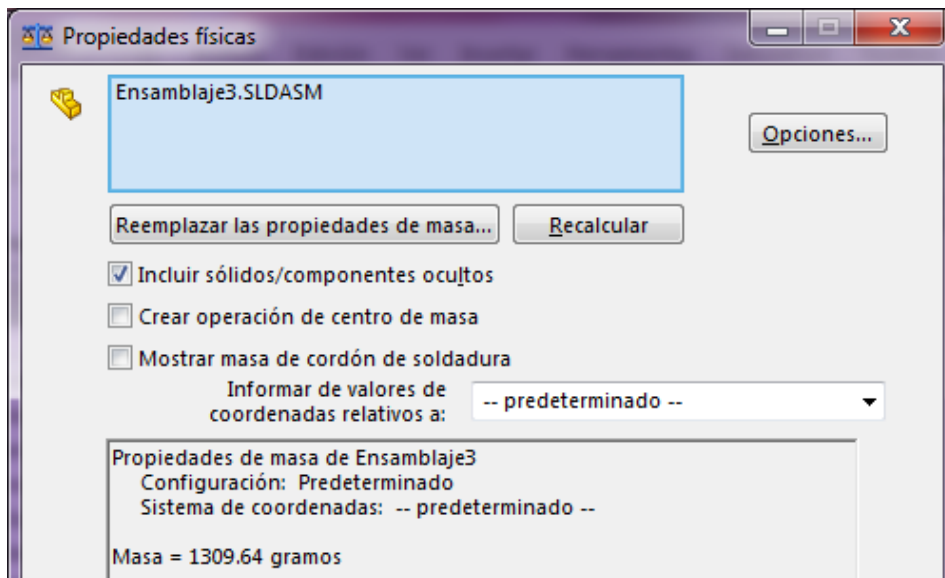 Propiedades físicas
Ensamblaje3.SLDASM
Opciones...
Reemplazar las propiedades de masa...
Recalcular
Incluir sólidos/componentes ocultos
Crear operación de centro de masa
Mostrar masa de cordón de soldadura
Informar de valores de
coordenadas relativos a:
-- predeterminado --
Propiedades de masa de Ensamblaje3
Configuración: Predeterminado
Sistema de coordenadas: -- predeterminado --
Masa = 1309.64 gramos